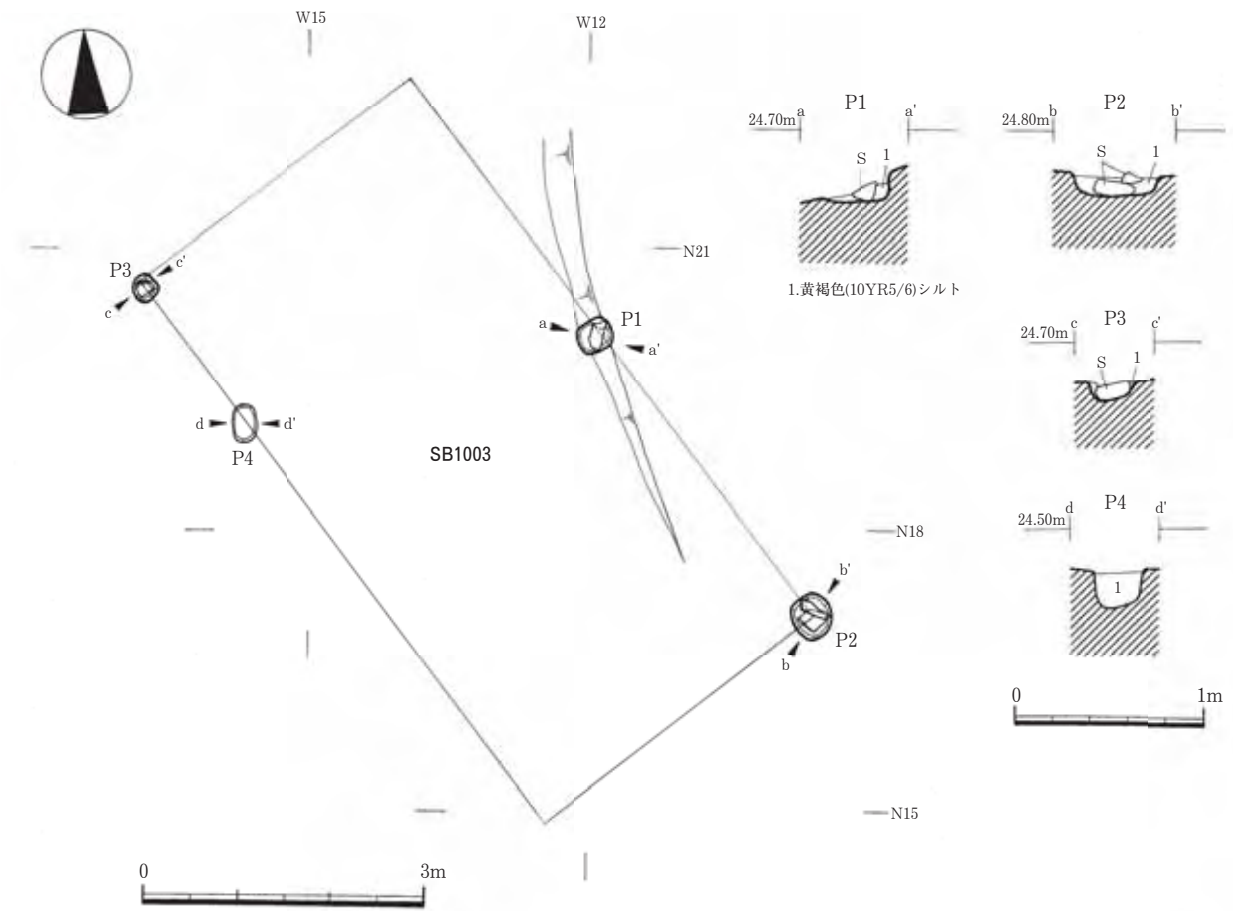 W15
W12
N21
N18
N15
P3
c'
c
a
P1
a'
d
d'
P4
SB1003
b'
b
P2
0
3m
P1
24.70m
a
a'
S
1
1.黄褐色(10YR5/6)シルト
P2
24.80m
b
b'
S
1
P3
24.70m
c
c'
S
1
P4
24.50m
d
d'
1
0
1m